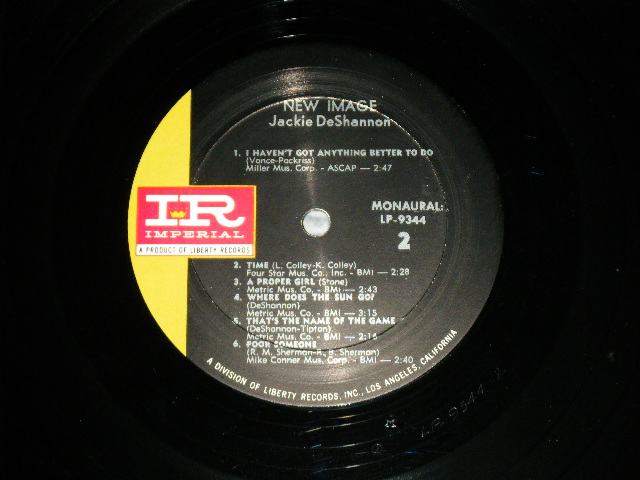 NEW IMAGE
Jackie DeShannon
1. I HAVEN'T GOT ANYTHING BETTER TO DO
(Vance-Pockriss)
Miller Mus. Corp. - ASCAP — 2:47
IR
IMPERIAL
A PRODUCT OF LIBERTY RECORDS
MONAURAL:
LP-9344
2
2. TIME (L. Colley-K. Colley)
Four Star Mus. Co., Inc. - BMI — 2:28
3. A PROPER GIRL (Stone)
Metric Mus. Co. - BMI — 2:43
4. WHERE DOES THE SUN GO?
(DeShannon)
Metric Mus. Co. - BMI — 3:15
5. THAT'S THE NAME OF THE GAME
(DeShannon-Tipton)
Metric Mus. Co. - BMI — 2:16
6. POOR SOMEONE
(R. M. Sherman-R. B. Sherman)
Mike Conner Mus. Corp. - BMI — 2:40
A DIVISION OF LIBERTY RECORDS, INC., LOS ANGELES, CALIFORNIA
LP 9344-2